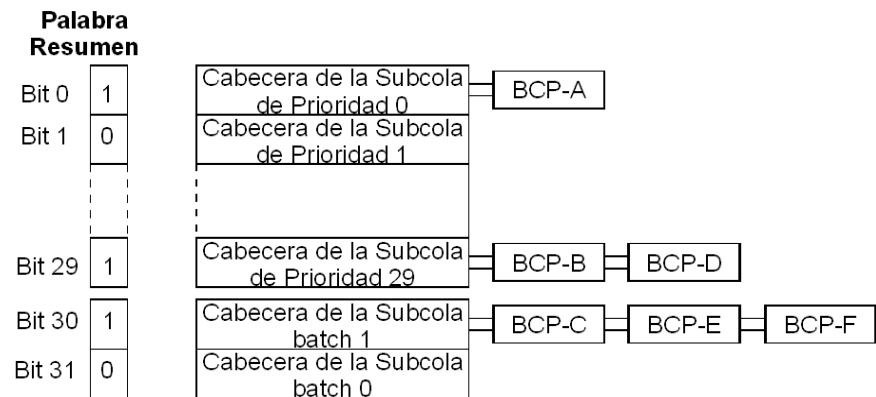 Palabra
Resumen
Bit 0 1 Cabecera de la Subcola
de Prioridad 0 BCP-A
Bit 1 0 Cabecera de la Subcola
de Prioridad 1
Bit 29 1 Cabecera de la Subcola
de Prioridad 29 BCP-B BCP-D
Bit 30 1 Cabecera de la Subcola
batch 1 BCP-C BCP-E BCP-F
Bit 31 0 Cabecera de la Subcola
batch 0